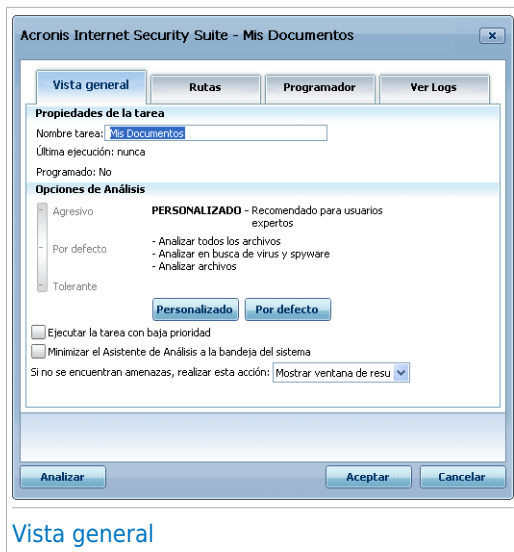 Acronis Internet Security Suite - Mis Documentos
Vista general
Rutas
Programador
Ver Logs
Propiedades de la tarea
Nombre tarea: Mis Documentos
Última ejecución: nunca
Programado: No
Opciones de Análisis
Agresivo
Por defecto
Tolerante
PERSONALIZADO - Recomendado para usuarios
expertos
- Analizar todos los archivos
- Analizar en busca de virus y spyware
- Analizar archivos
Personalizado
Por defecto
Ejecutar la tarea con baja prioridad
Minimizar el Asistente de Análisis a la bandeja del sistema
Si no se encuentran amenazas, realizar esta acción: Mostrar ventana de resu
Analizar
Aceptar
Cancelar
Vista general